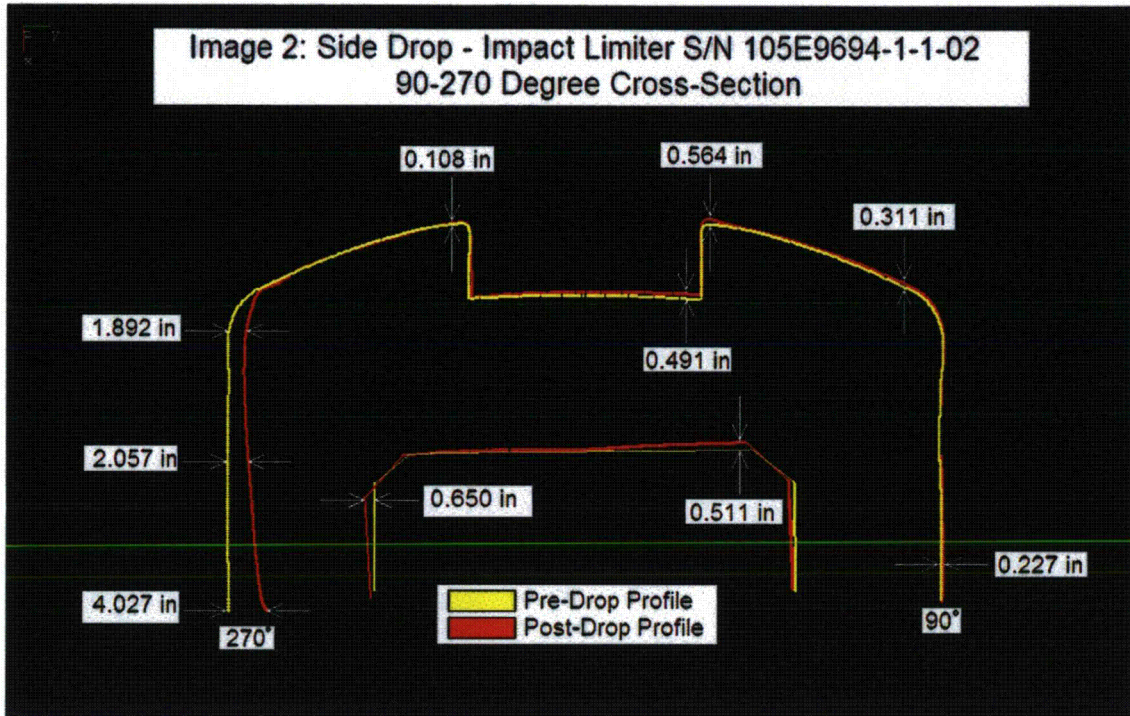 Image 2: Side Drop - Impact Limiter S/N 105E9694-1-1-02
90-270 Degree Cross-Section
0.108 in
0.564 in
0.311 in
1.892 in
0.491 in
2.057 in
0.650 in
0.511 in
0.227 in
4.027 in
270°
90°
Pre-Drop Profile
Post-Drop Profile